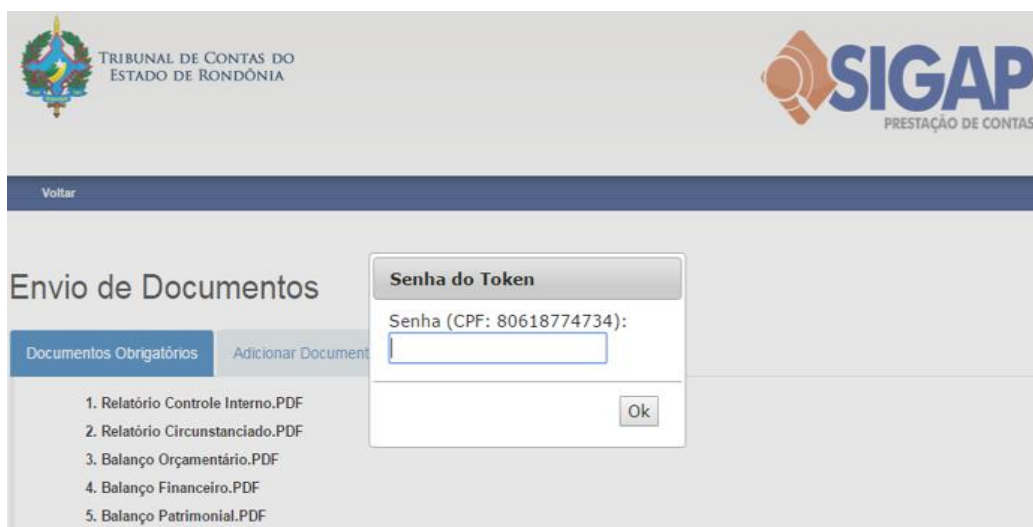 TRIBUNAL DE CONTAS DO
ESTADO DE RONDÔNIA
SIGAP
PRESTAÇÃO DE CONTAS
Voltar
Envio de Documentos
Senha do Token
Senha (CPF: 80618774734):
Ok
Documentos Obrigatórios
Adicionar Document
1. Relatório Controle Interno.PDF
2. Relatório Circunstanciado.PDF
3. Balanço Orçamentário.PDF
4. Balanço Financeiro.PDF
5. Balanço Patrimonial.PDF